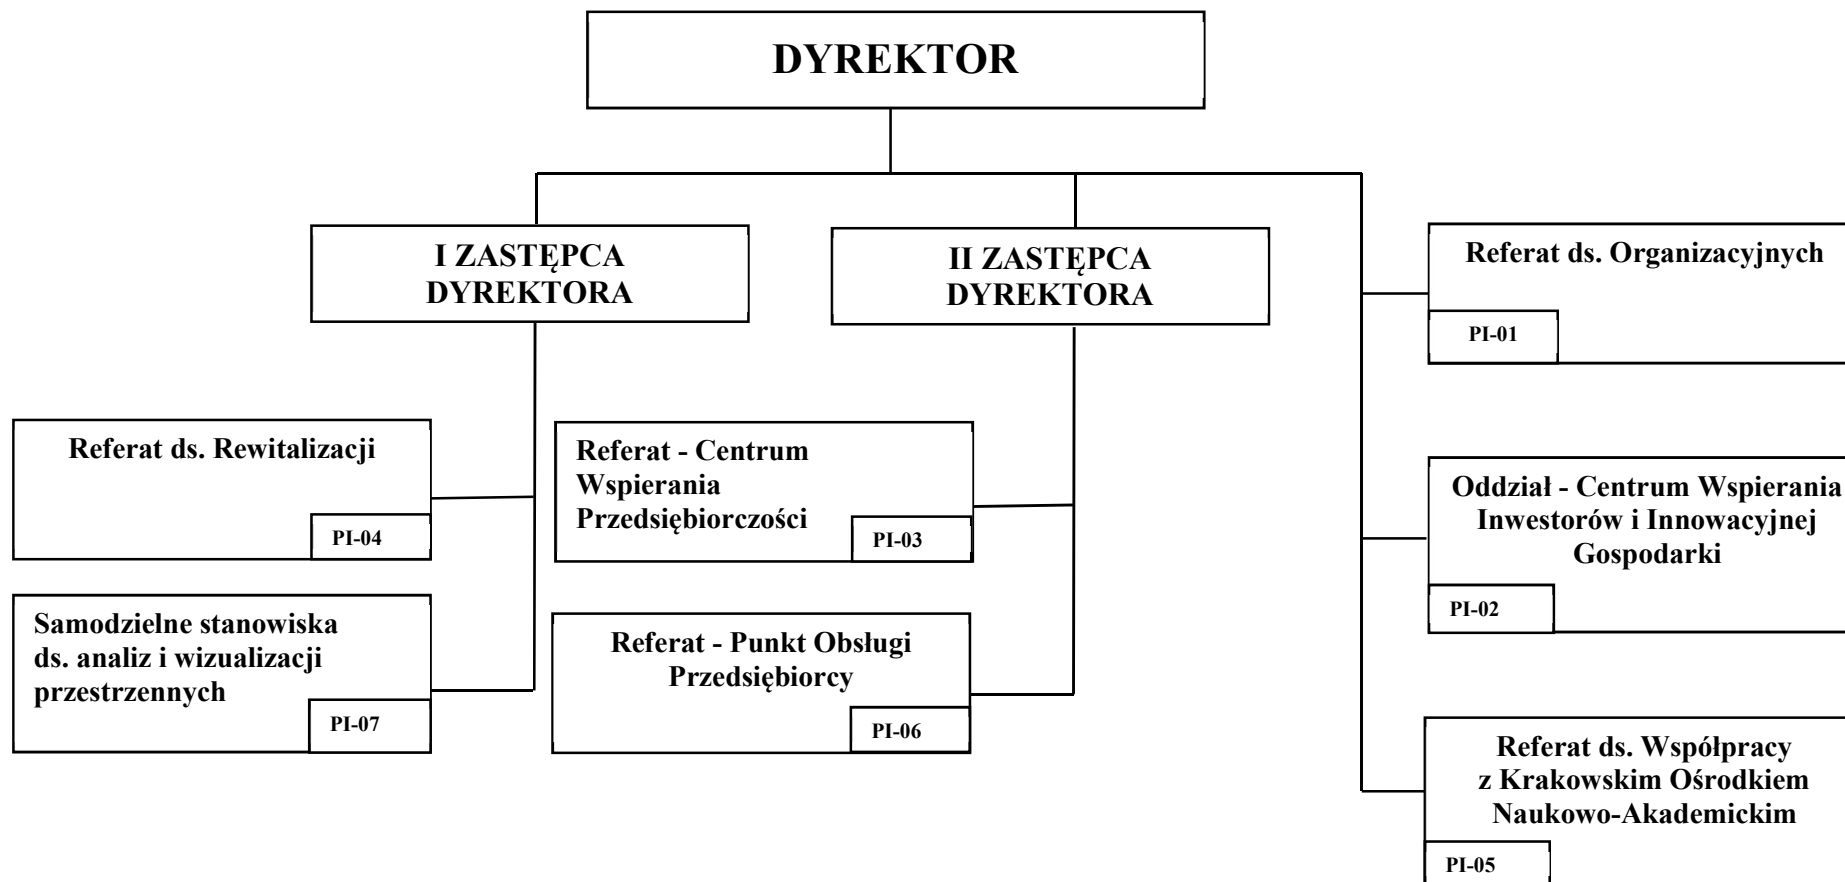 DYREKTOR
I ZASTĘPCA
DYREKTORA
II ZASTĘPCA
DYREKTORA
Referat ds. Organizacyjnych
PI-01
Referat ds. Rewitalizacji
PI-04
Referat - Centrum
Wspierania
Przedsiębiorczości
PI-03
Oddział - Centrum Wspierania
Inwestorów i Innowacyjnej
Gospodarki
PI-02
Samodzielne stanowiska
ds. analiz i wizualizacji
przestrzennych
PI-07
Referat - Punkt Obsługi
Przedsiębiorcy
PI-06
Referat ds. Współpracy
z Krakowskim Ośrodkiem
Naukowo-Akademickim
PI-05